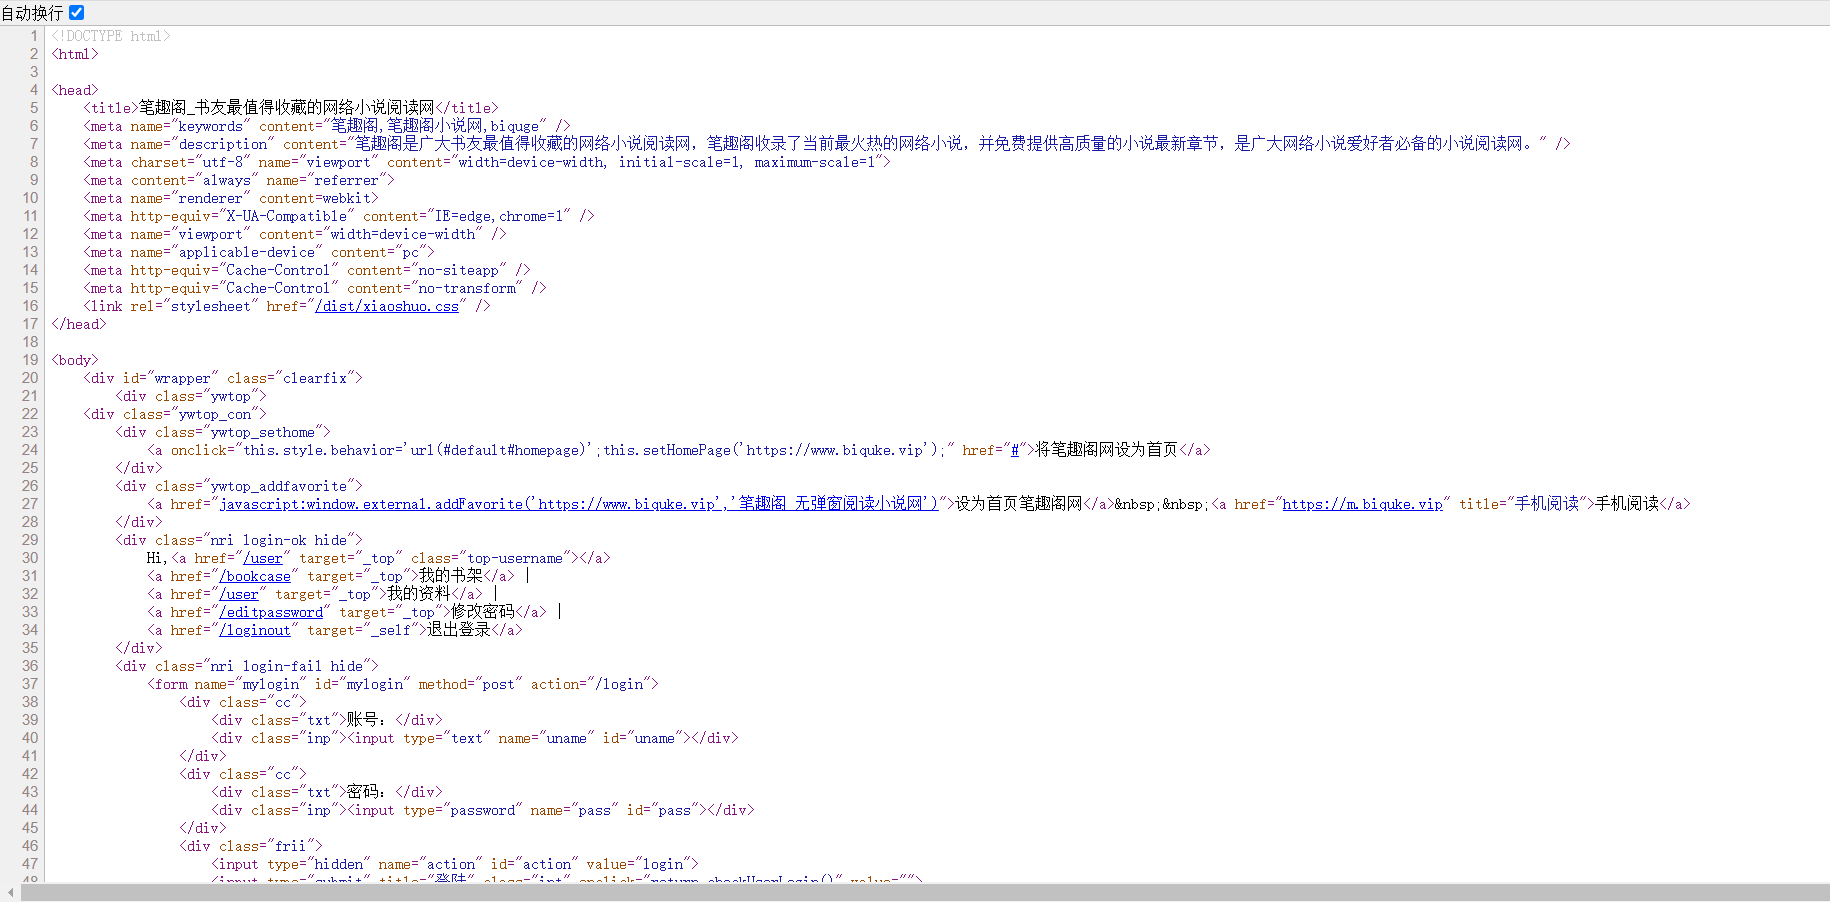 自动换行
1 <!DOCTYPE html>
2 <html>
3
4 <head>
5 <title>笔趣阁_书友最值得收藏的网络小说阅读网</title>
6 <meta name="keywords" content="笔趣阁,笔趣阁小说网,biquge" />
7 <meta name="description" content="笔趣阁是广大书友最值得收藏的网络小说阅读网，笔趣阁收录了当前最火热的网络小说，并免费提供高质量的小说最新章节，是广大网络小说爱好者必备的小说阅读网。" />
8 <meta charset="utf-8" name="viewport" content="width=device-width, initial-scale=1, maximum-scale=1">
9 <meta content="always" name="referrer">
10 <meta name="renderer" content=webkit>
11 <meta http-equiv="X-UA-Compatible" content="IE=edge,chrome=1" />
12 <meta name="viewport" content="width=device-width" />
13 <meta name="applicable-device" content="pc">
14 <meta http-equiv="Cache-Control" content="no-siteapp" />
15 <meta http-equiv="Cache-Control" content="no-transform" />
16 <link rel="stylesheet" href="/dist/xiaoshuo.css" />
17 </head>
18
19 <body>
20 <div id="wrapper" class="clearfix">
21 <div class="ywtop">
22 <div class="ywtop_con">
23 <div class="ywtop_sethome">
24 <a onclick="this.style.behavior='url(#default#homepage)';this.setHomePage('https://www.biquke.vip');" href="#">将笔趣阁网设为首页</a>
25 </div>
26 <div class="ywtop_addfavorite">
27 <a href="javascript:window.external.addFavorite('https://www.biquke.vip','笔趣阁_无弹窗阅读小说网')">设为首页笔趣阁网</a>&nbsp;&nbsp;<a href="https://m.biquke.vip" title="手机阅读">手机阅读</a>
28 </div>
29 <div class="nri login-ok hide">
30 Hi,<a href="/user" target="_top" class="top-username"></a>
31 <a href="/bookcase" target="_top">我的书架</a> |
32 <a href="/user" target="_top">我的资料</a> |
33 <a href="/editpassword" target="_top">修改密码</a> |
34 <a href="/loginout" target="_self">退出登录</a>
35 </div>
36 <div class="nri login-fail hide">
37 <form name="mylogin" id="mylogin" method="post" action="/login">
38 <div class="cc">
39 <div class="txt">账号：</div>
40 <div class="inp"><input type="text" name="uname" id="uname"></div>
41 </div>
42 <div class="cc">
43 <div class="txt">密码：</div>
44 <div class="inp"><input type="password" name="pass" id="pass"></div>
45 </div>
46 <div class="frii">
47 <input type="hidden" name="action" id="action" value="login">
48 <input type="submit" title="登陆" class="int" onclick="return checkUserLogin()" value="">